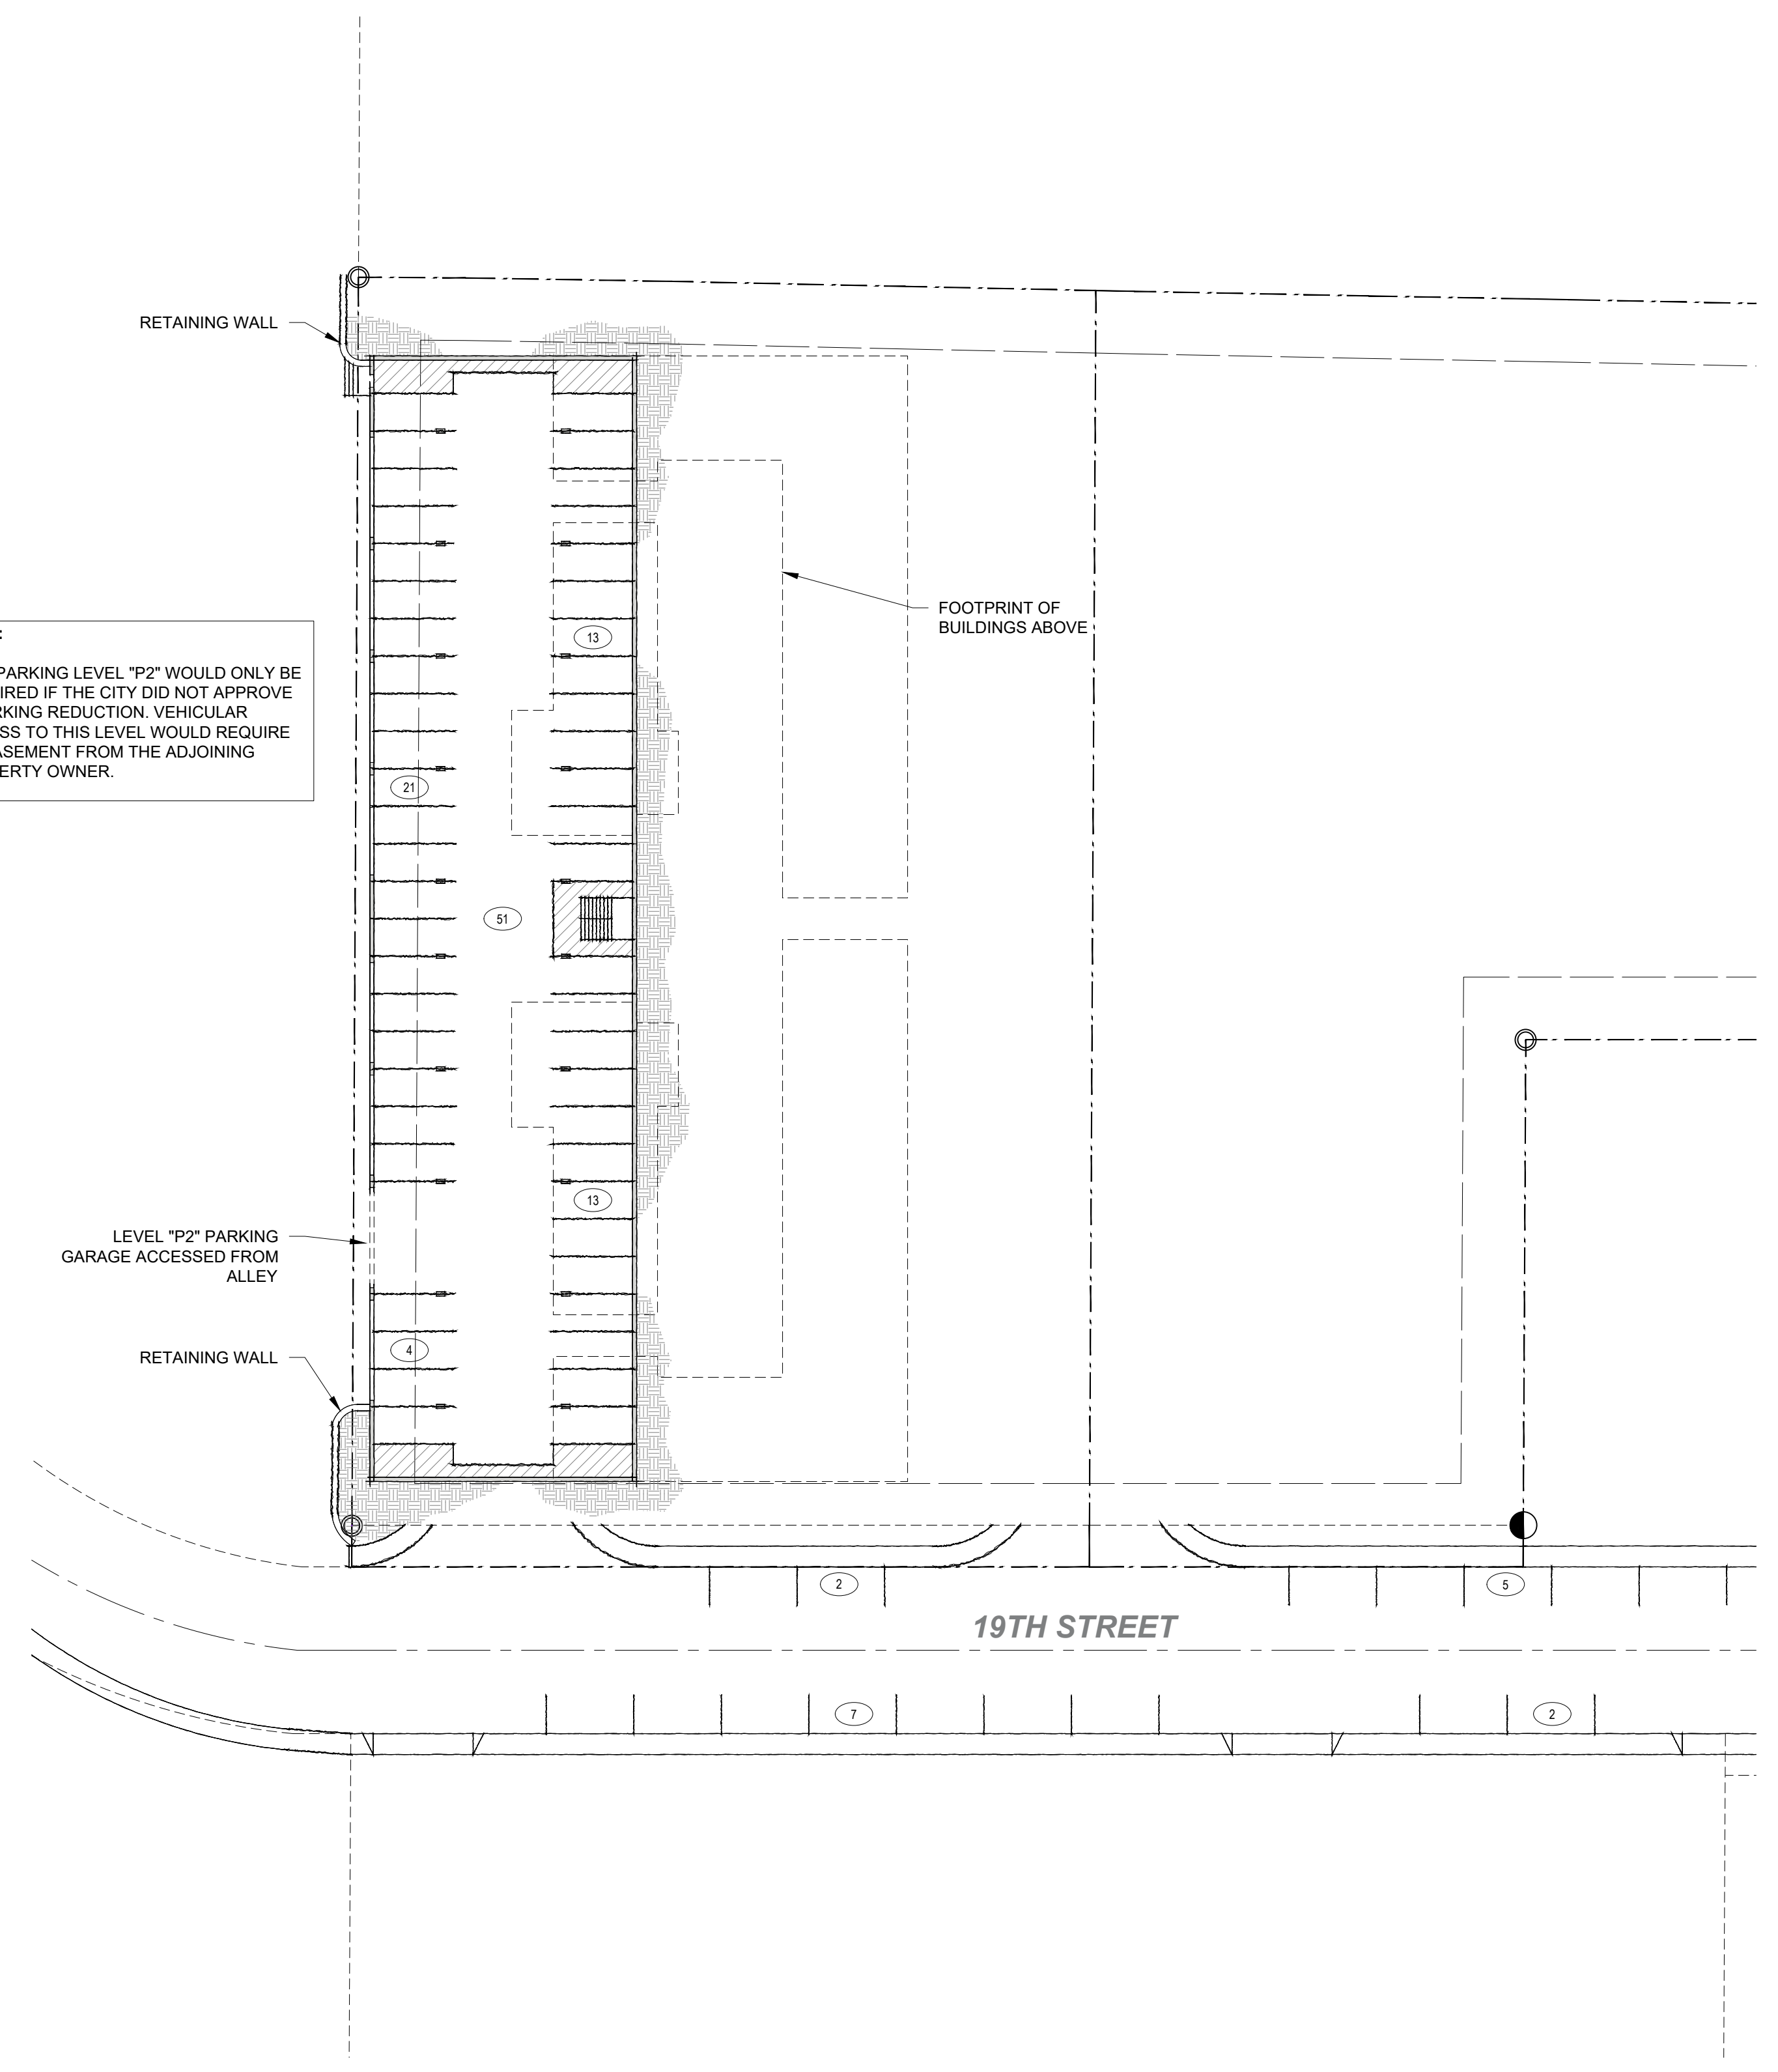 RETAINING WALL
FOOTPRINT OF
BUILDINGS ABOVE
13
:
PARKING LEVEL "P2" WOULD ONLY BE
IRED IF THE CITY DID NOT APPROVE
RKING REDUCTION. VEHICULAR
SS TO THIS LEVEL WOULD REQUIRE
ASEMENT FROM THE ADJOINING
ERTY OWNER.
21
51
13
LEVEL "P2" PARKING
GARAGE ACCESSED FROM
ALLEY
4
RETAINING WALL
2
5
19TH STREET
7
2